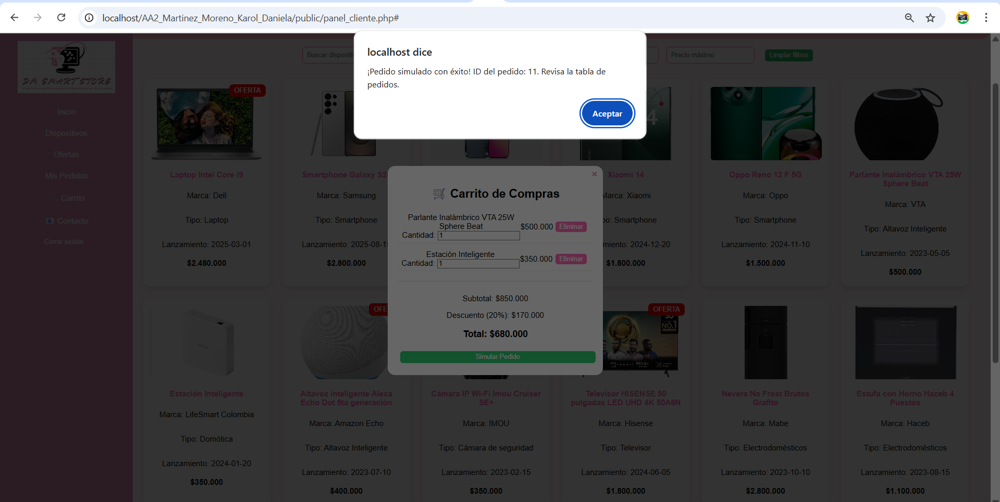 localhost/AA2_Martinez_Moreno_Karol_Daniela/public/panel_cliente.php#
localhost dice
¡Pedido simulado con éxito! ID del pedido: 11. Revisa la tabla de
pedidos.
Aceptar
DM SMART STORE
Inicio
Dispositivos
Ofertas
Mis Pedidos
Carrito
Contacto
Cerrar sesión
Buscar dispositi
Precio máximo
Limpiar filtros
OFERTA
Laptop Intel Core i9
Marca: Dell
Tipo: Laptop
Lanzamiento: 2025-03-01
$2.480.000
Smartphone Galaxy S2
Marca: Samsung
Tipo: Smartphone
Lanzamiento: 2025-08-15
$2.800.000
4
Xiaomi 14
Marca: Xiaomi
po: Smartphone
miento: 2024-12-20
$1.800.000
Oppo Reno 12 F 5G
Marca: Oppo
Tipo: Smartphone
Lanzamiento: 2024-11-10
$1.500.000
Parlante Inalámbrico VTA 25W
Sphere Beat
Marca: VTA
Tipo: Altavoz Inteligente
Lanzamiento: 2023-05-05
$500.000
×
Carrito de Compras
Parlante Inalámbrico VTA 25W
Sphere Beat
Cantidad: 1
$500.000
Eliminar
Estación Inteligente
Cantidad: 1
$350.000
Eliminar
Subtotal: $850.000
Descuento (20%): $170.000
Total: $680.000
Simular Pedido
Estación Inteligente
Marca: LifeSmart Colombia
Tipo: Domótica
Lanzamiento: 2024-01-20
$350.000
OFE
Altavoz inteligente Alexa
Echo Dot 5ta generación
Marca: Amazon Echo
Tipo: Altavoz Inteligente
Lanzamiento: 2023-07-10
$400.000
Cámara IP Wi-Fi Imou Cruiser
SE+
Marca: IMOU
Tipo: Cámara de seguridad
Lanzamiento: 2023-02-15
$350.000
OFERTA
50
NO.1
Televisor HISENSE 50
pulgadas LED UHD 4K 50A6N
Marca: Hisense
Tipo: Televisor
Lanzamiento: 2024-06-05
$1.800.000
Nevera No Frost Brutos
Grafito
Marca: Mabe
Tipo: Electrodomésticos
Lanzamiento: 2023-10-10
$2.800.000
Estufa con Horno Haceb 4
Puestos
Marca: Haceb
Tipo: Electrodomésticos
Lanzamiento: 2023-08-15
$1.100.000